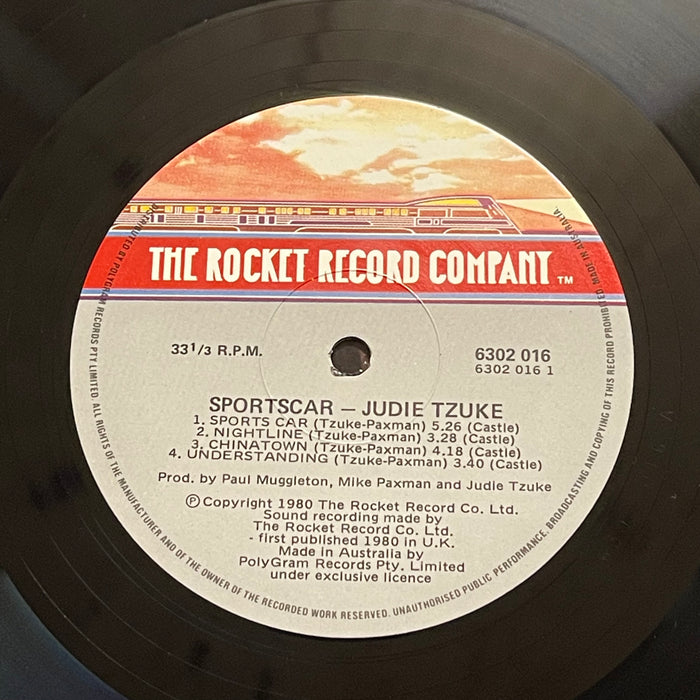 THE ROCKET RECORD COMPANY TM
33 1/3 R.P.M.
6302 016
6302 016 1
SPORTSCAR – JUDIE TZUKE
1. SPORTS CAR (Tzuke-Paxman) 5.26 (Castle)
2. NIGHTLINE (Tzuke-Paxman) 3.28 (Castle)
3. CHINATOWN (Tzuke-Paxman) 4.18 (Castle)
4. UNDERSTANDING (Tzuke-Paxman) 3.40 (Castle)
Prod. by Paul Muggleton, Mike Paxman and Judie Tzuke
Ⓟ Copyright 1980 The Rocket Record Co. Ltd.
Sound recording made by
The Rocket Record Co. Ltd.
- first published 1980 in U.K.
Made in Australia by
PolyGram Records Pty. Limited
under exclusive licence
DISTRIBUTED BY POLYGRAM RECORDS PTY LIMITED. ALL RIGHTS OF THE MANUFACTURER AND OF THE OWNER OF THE RECORDED WORK RESERVED. UNAUTHORISED PUBLIC PERFORMANCE, BROADCASTING AND COPYING OF THIS RECORD PROHIBITED. MADE IN AUSTRALIA.